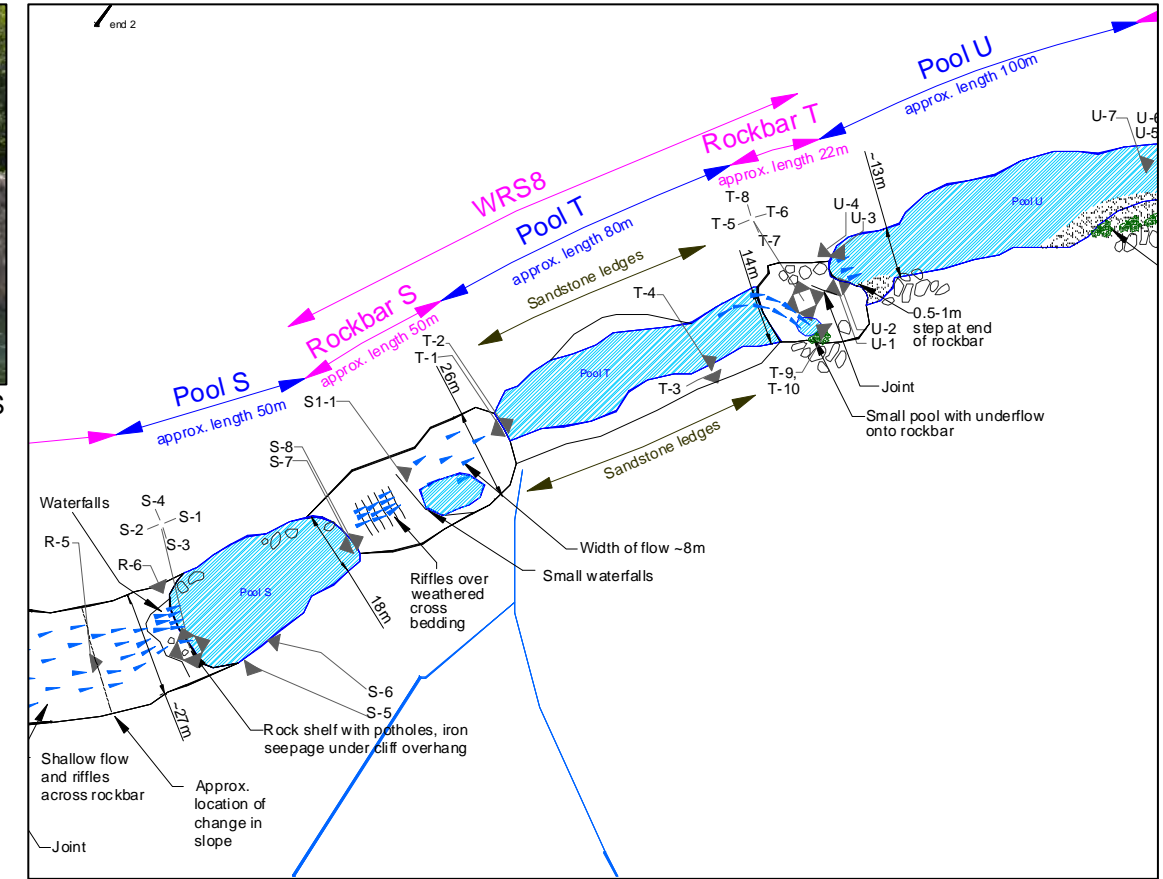 end 2
Pool U
approx. length 100m
Rockbar T
approx. length 22m
WRS8
Pool T
approx. length 80m
Rockbar S
approx. length 50m
Pool S
approx. length 50m
U-7
U-5
~13m
T-8
T-6
T-5
T-7
U-4
U-3
Pool U
Sandstone ledges
14m
T-4
T-2
T-1
26m
Pool T
0.5-1m
step at end
of rockbar
U-2
U-1
T-3
T-9,
T-10
Joint
Small pool with underflow
onto rockbar
S1-1
Sandstone ledges
S-8
S-7
Waterfalls
S-4
S-2
S-1
S-3
R-5
R-6
Pool S
18m
Width of flow ~8m
Small waterfalls
Riffles over
weathered
cross
bedding
~27m
S-6
S-5
Rock shelf with potholes, iron
seepage under cliff overhang
Shallow flow
and riffles
across rockbar
Approx.
location of
change in
slope
Joint